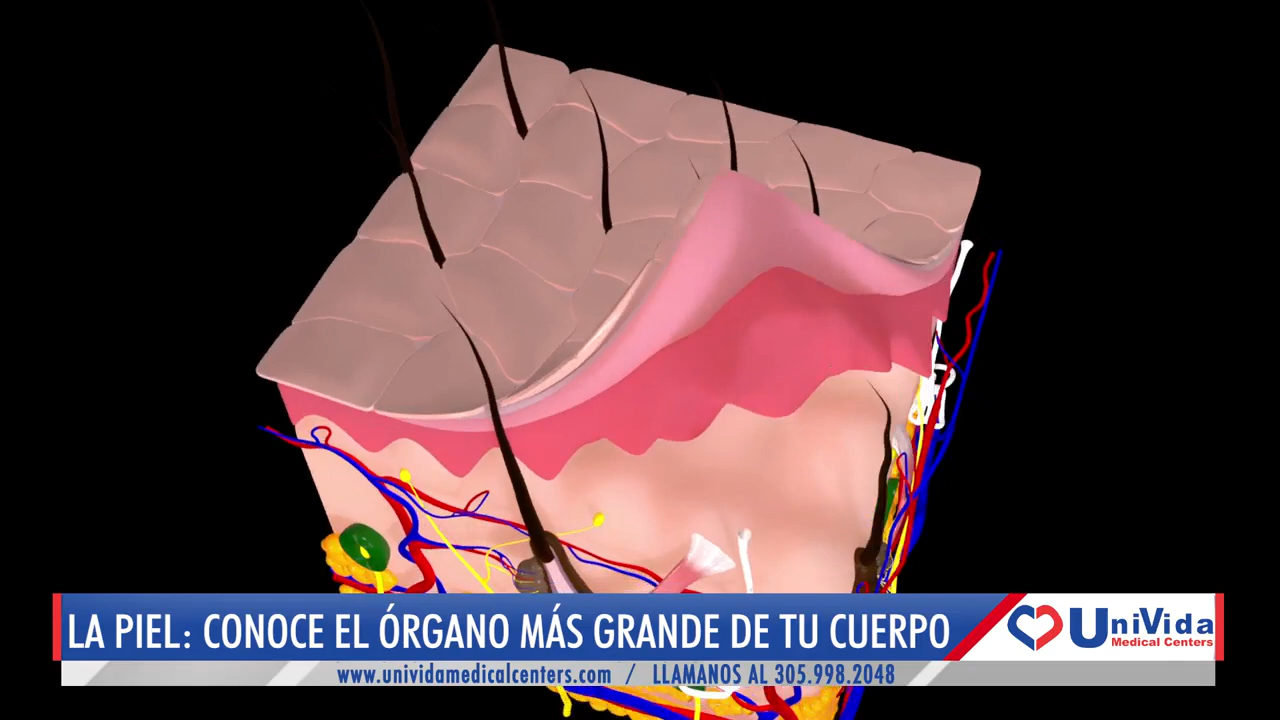 LA PIEL: CONOCE EL ÓRGANO MÁS GRANDE DE TU CUERPO
UniVida
Medical Centers
www.unividamedicalcenters.com / LLAMANOS AL 305.998.2048